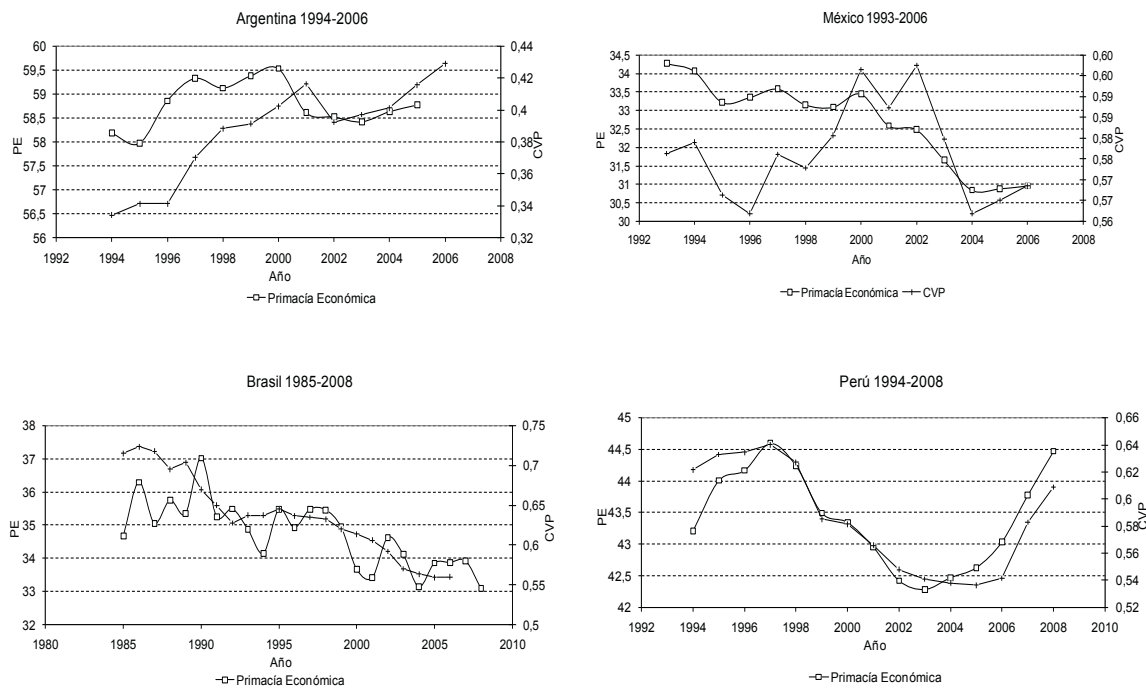 Argentina 1994-2006
60
59,5
59
58,5
58
57,5
57
56,5
56
PE
0,44
0,42
0,4
0,38
0,36
0,34
0,32
CVP
1992 1994 1996 1998 2000 2002 2004 2006 2008
Año
Primacía Económica
México 1993-2006
34,5
34
33,5
33
32,5
32
31,5
31
30,5
30
PE
0,60
0,60
0,59
0,59
0,58
0,58
0,57
0,57
0,56
CVP
1992 1994 1996 1998 2000 2002 2004 2006 2008
Año
Primacía Económica CVP
Brasil 1985-2008
38
37
36
35
34
33
32
PE
0,75
0,7
0,65
0,6
0,55
0,5
CVP
1980 1985 1990 1995 2000 2005 2010
Año
Primacía Económica
Perú 1994-2008
45
44,5
44
43,5
43
42,5
42
PE
0,66
0,64
0,62
0,6
0,58
0,56
0,54
0,52
CVP
1992 1994 1996 1998 2000 2002 2004 2006 2008 2010
Año
Primacía Económica